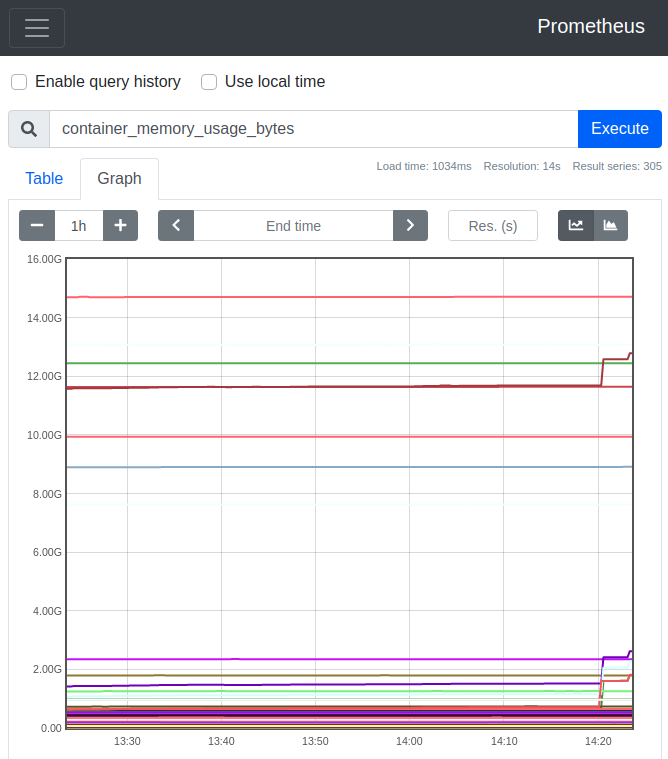 Prometheus
Enable query history Use local time
container_memory_usage_bytes Execute
Load time: 1034ms Resolution: 14s Result series: 305
Table Graph
1h End time Res. (s)
16.00G
14.00G
12.00G
10.00G
8.00G
6.00G
4.00G
2.00G
0.00
13:30 13:40 13:50 14:00 14:10 14:20